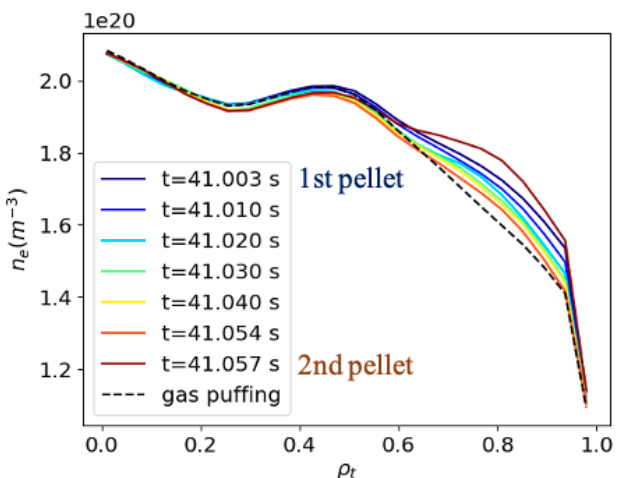 1e20
2.0
1.8
1.6
1.4
1.2
n_e(m^{-3})
t=41.003 s
1st pellet
t=41.010 s
t=41.020 s
t=41.030 s
t=41.040 s
t=41.054 s
t=41.057 s
2nd pellet
gas puffing
0.0 0.2 0.4 0.6 0.8 1.0
ρ_t